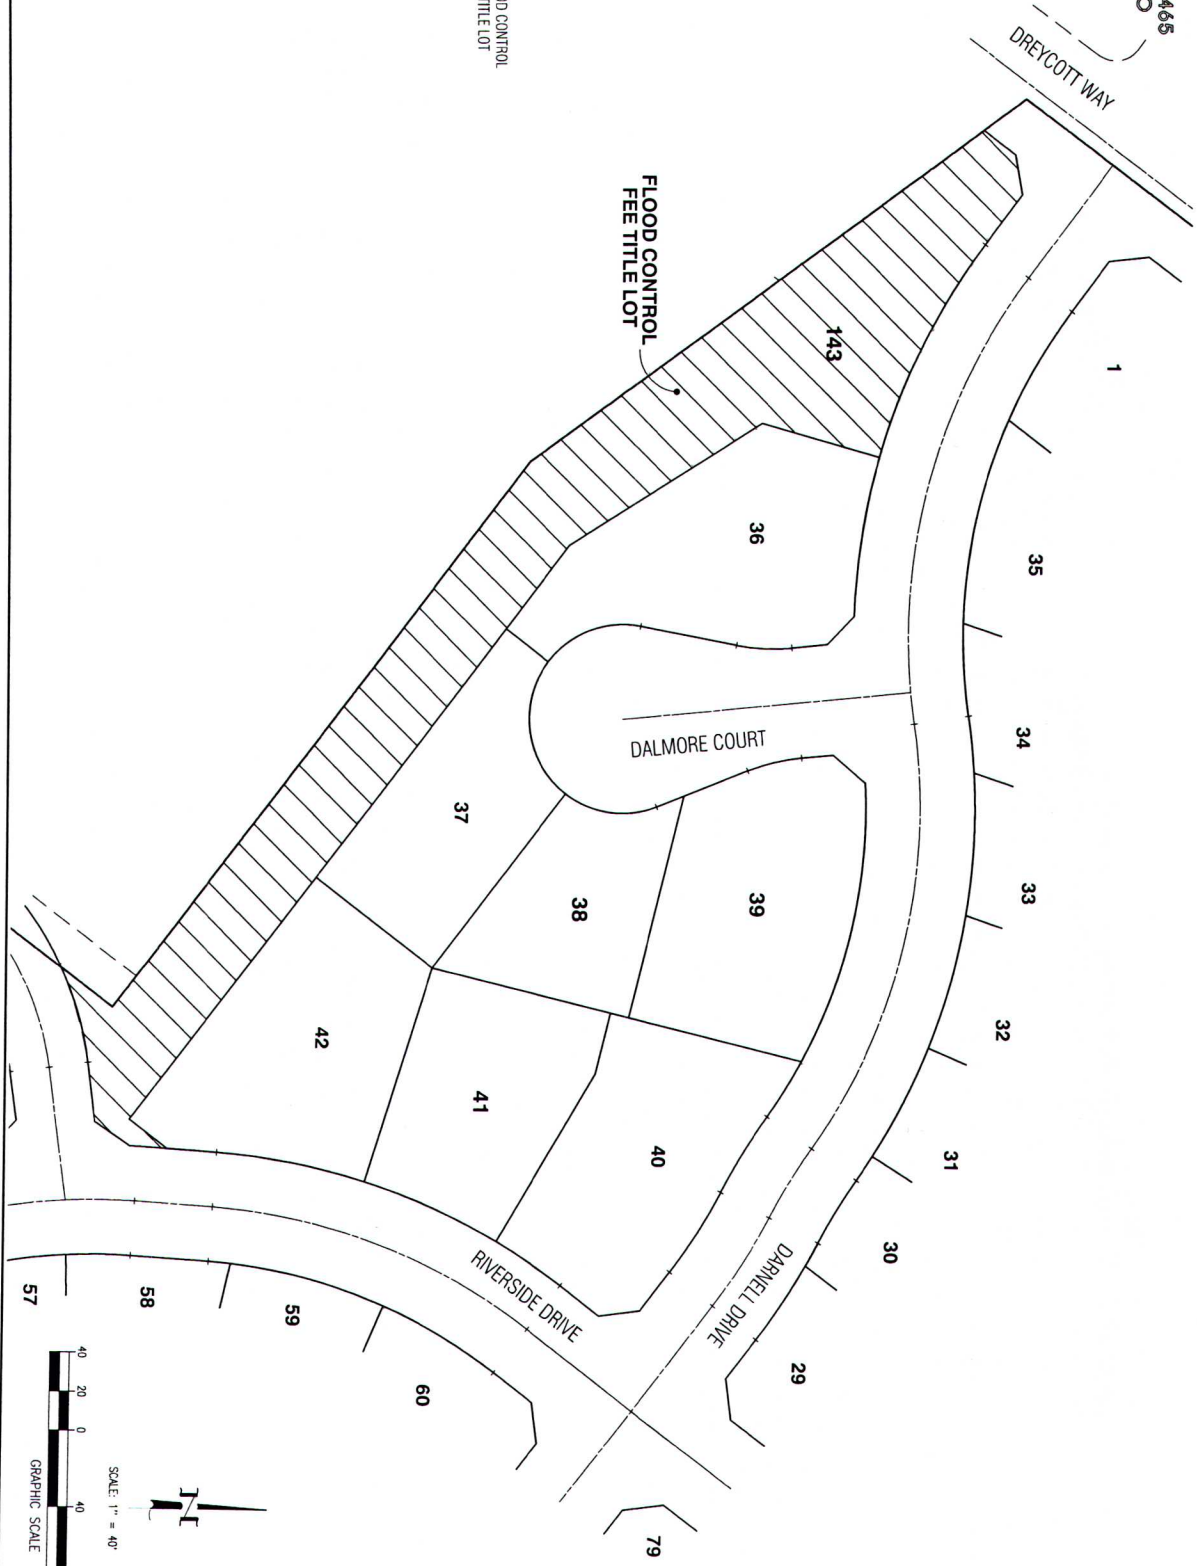 465
DREYCOTT WAY
D CONTROL
TITLE LOT
FLOOD CONTROL
FEE TITLE LOT
143
1
36
35
34
DALMORE COURT
37
38
39
33
32
42
41
40
31
30
RIVERSIDE DRIVE
DARNELL DRIVE
29
57
58
59
60
79
40
20
0
40
SCALE: 1" = 40'
GRAPHIC SCALE
N